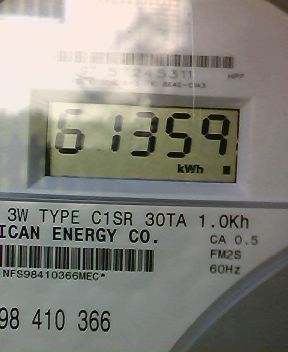 61359
kWh
3W TYPE C1SR 30TA 1.0Kh
ICAN ENERGY CO.
CA 0.5
FM2S
60Hz
NFS98410366MEC*
98 410 366